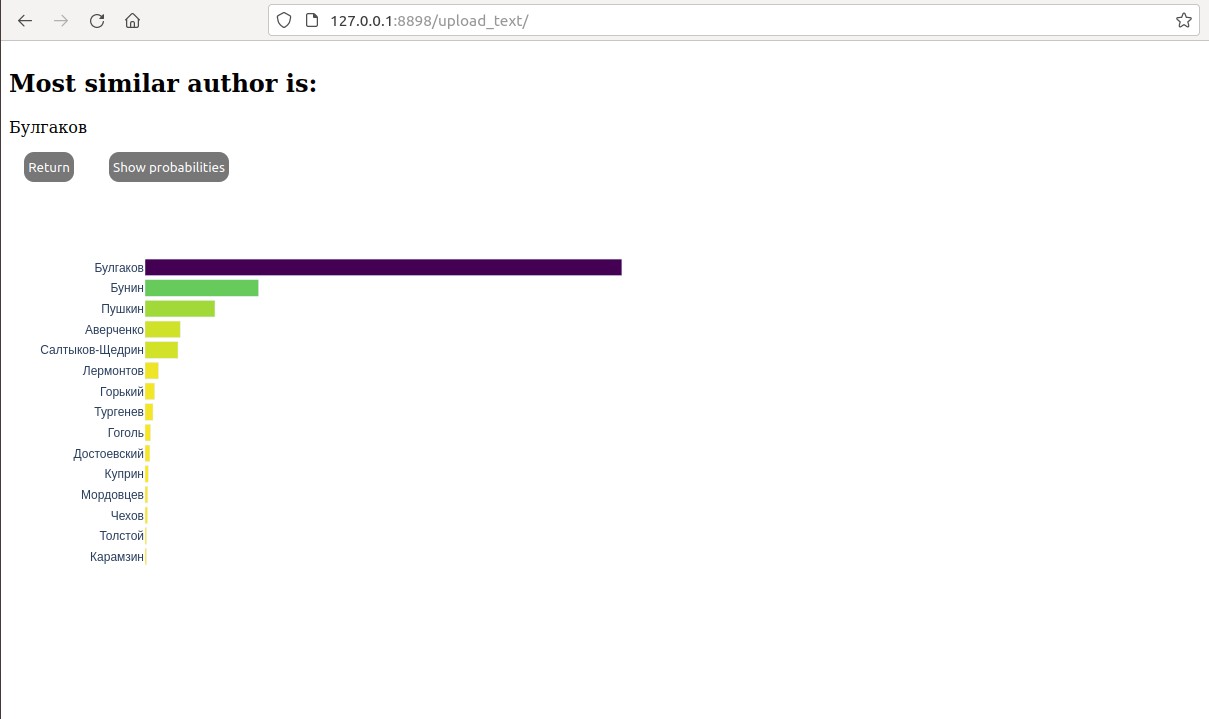 127.0.0.1:8898/upload_text/
Most similar author is:
Булгаков
Return Show probabilities
Булгаков
Бунин
Пушкин
Аверченко
Салтыков-Щедрин
Лермонтов
Горький
Тургенев
Гоголь
Достоевский
Куприн
Мордовцев
Чехов
Толстой
Карамзин